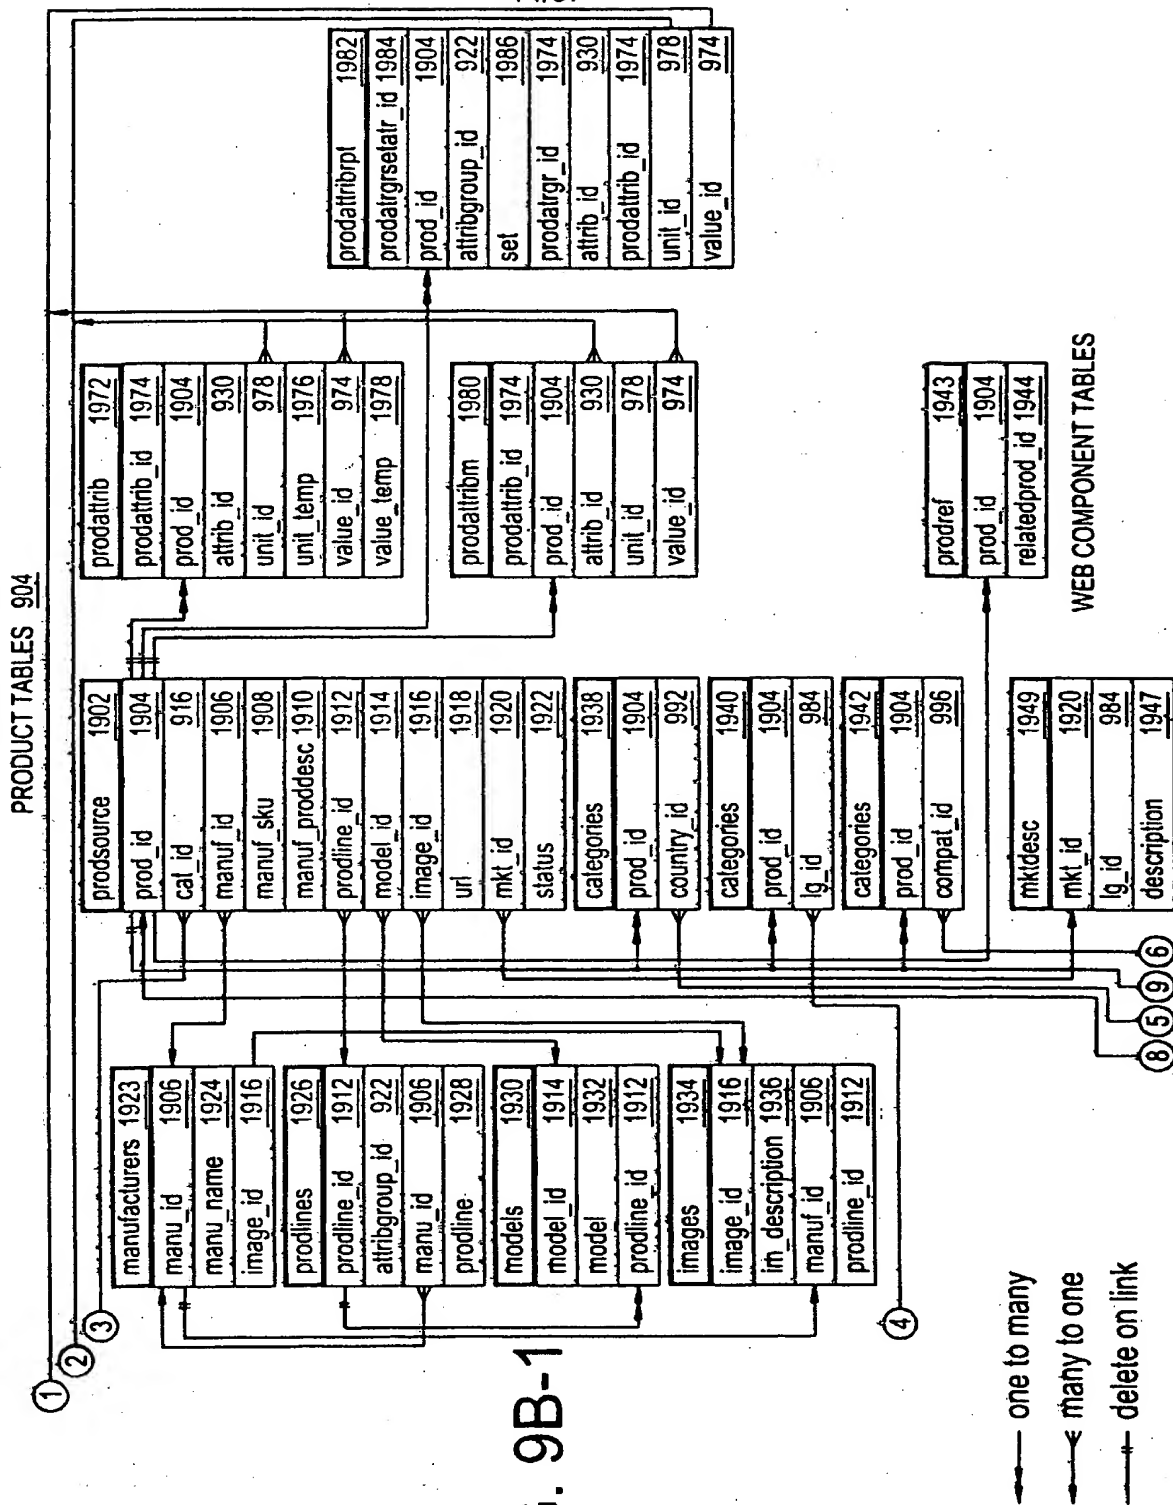 PRODUCT TABLES 904
manufacturers 1923
manu_id 1906
manu_name 1924
image_id 1916
prodlines 1926
prodline_id 1912
attribgroup_id 922
manu_id 1906
prodline 1928
models 1930
model_id 1914
model 1932
prodline_id 1912
images 1934
image_id 1916
im_description 1936
manuf_id 1906
prodline_id 1912
prodsource 1902
prod_id 1904
cat_id 916
manuf_id 1906
manuf_sku 1908
manuf_proddesc 1910
prodline_id 1912
model_id 1914
image_id 1916
url 1918
mkt_id 1920
status 1922
categories 1938
prod_id 1904
country_id 992
categories 1940
prod_id 1904
lg_id 984
categories 1942
prod_id 1904
compat_id 996
mktdesc 1949
mkt_id 1920
lg_id 984
description 1947
prodattrib 1972
prodattrib_id 1974
prod_id 1904
attrib_id 930
unit_id 978
unit_temp 1976
value_id 974
value_temp 1978
prodattribm 1980
prodattrib_id 1974
prod_id 1904
attrib_id 930
unit_id 978
value_id 974
prodref 1943
prod_id 1904
relatedprod_id 1944
WEB COMPONENT TABLES
prodattribrpt 1982
prodatrgrsetatr_id 1984
prod_id 1904
attribgroup_id 922
set 1986
prodatrgr_id 1974
attrib_id 930
prodattrib_id 1974
unit_id 978
value_id 974
1
2
3
4
8
5
9
6
one to many
many to one
delete on link
. 9B-1